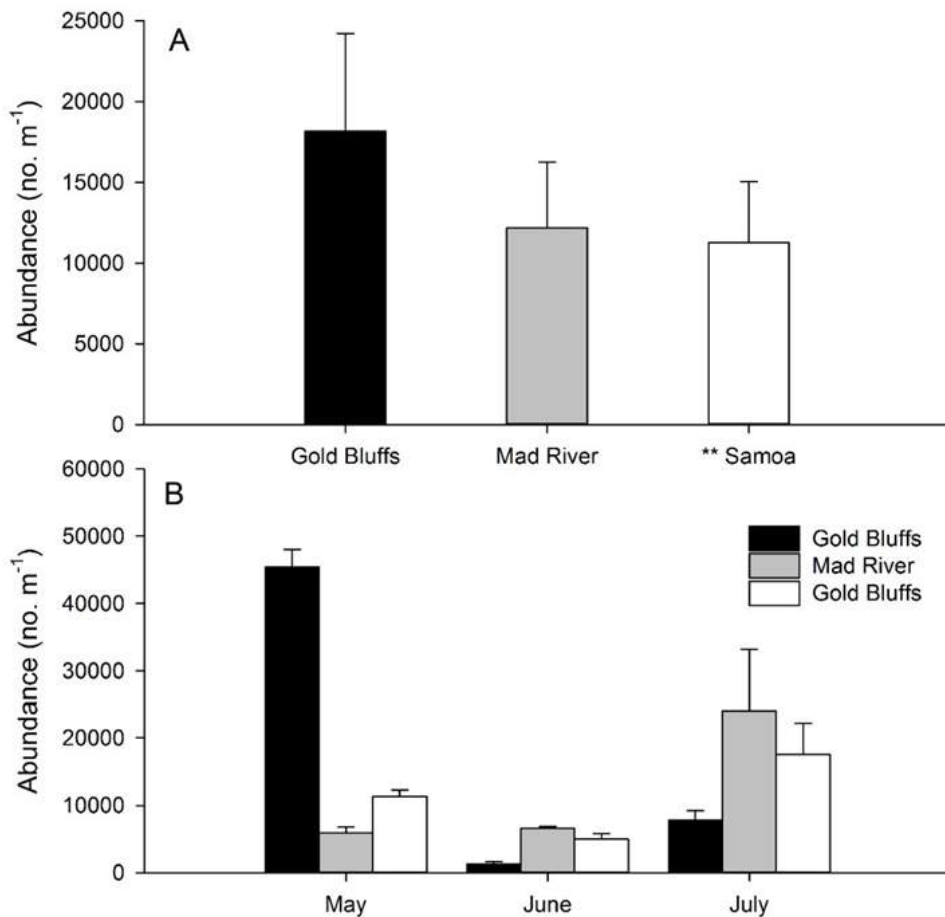 A
25000
20000
15000
10000
5000
0
Abundance (no. m⁻¹)
Gold Bluffs Mad River ** Samoa
B
60000
50000
40000
30000
20000
10000
0
Abundance (no. m⁻¹)
Gold Bluffs
Mad River
Gold Bluffs
May June July